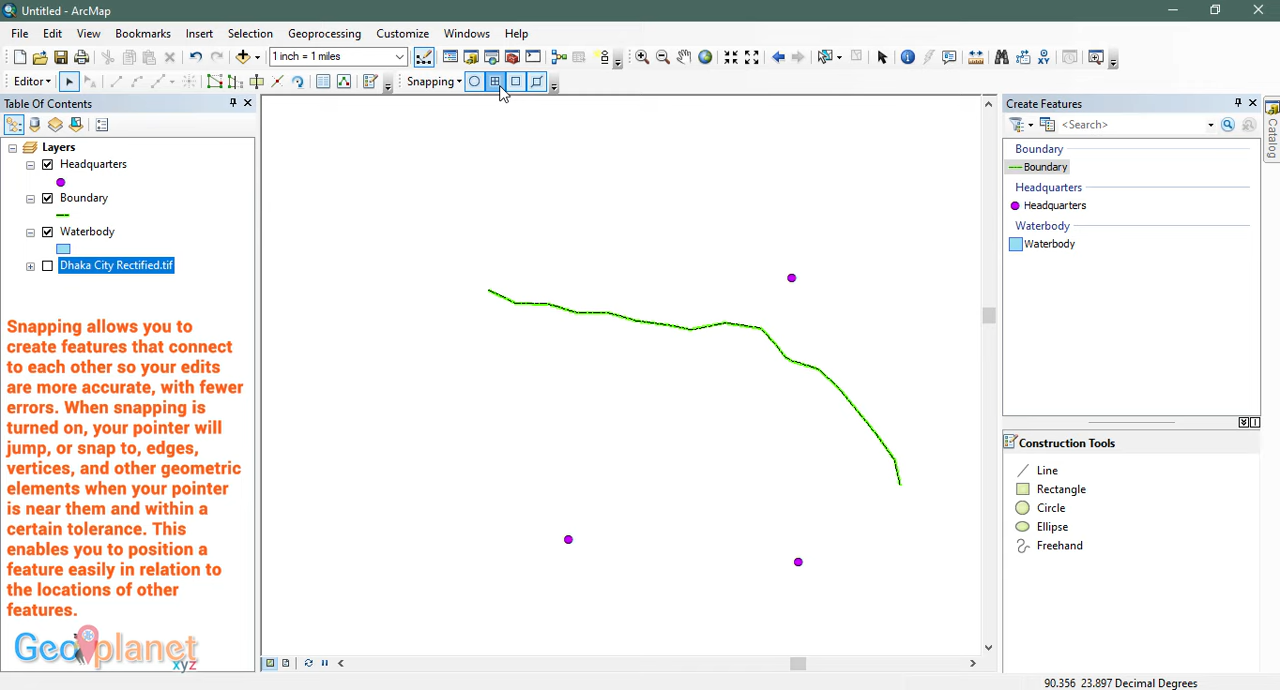 Untitled - ArcMap
File Edit View Bookmarks Insert Selection Geoprocessing Customize Windows Help
1 inch = 1 miles
Editor Snapping
Table Of Contents
Layers
Headquarters
Boundary
Waterbody
Dhaka City Rectified.tif
Snapping allows you to
create features that connect
to each other so your edits
are more accurate, with fewer
errors. When snapping is
turned on, your pointer will
jump, or snap to, edges,
vertices, and other geometric
elements when your pointer
is near them and within a
certain tolerance. This
enables you to position a
feature easily in relation to
the locations of other
features.
Geoplanet
xyz
Create Features
<Search>
Boundary
Boundary
Headquarters
Headquarters
Waterbody
Waterbody
Construction Tools
Line
Rectangle
Circle
Ellipse
Freehand
Catalog
90.356 23.897 Decimal Degrees